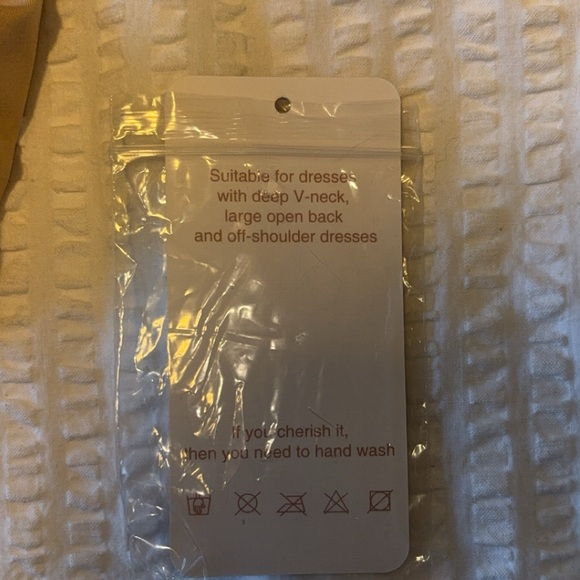 Suitable for dresses
with deep V-neck,
large open back
and off-shoulder dresses
If you cherish it,
then you need to hand wash